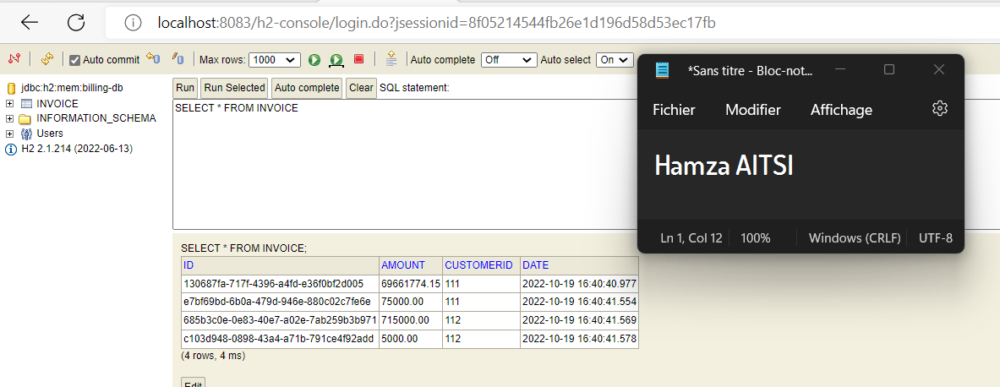 localhost:8083/h2-console/login.do?jsessionid=8f05214544fb26e1d196d58d53ec17fb
Auto commit Max rows: 1000 Auto complete Off Auto select On
jdbc:h2:mem:billing-db
INVOICE
INFORMATION_SCHEMA
Users
H2 2.1.214 (2022-06-13)
Run Run Selected Auto complete Clear SQL statement:
SELECT * FROM INVOICE
*Sans titre - Bloc-not...
Fichier Modifier Affichage
Hamza AITSI
Ln 1, Col 12 100% Windows (CRLF) UTF-8
SELECT * FROM INVOICE;
ID AMOUNT CUSTOMERID DATE
130687fa-717f-4396-a4fd-e36f0bf2d005 69661774.15 111 2022-10-19 16:40:40.977
e7bf69bd-6b0a-479d-946e-880c02c7fe6e 75000.00 111 2022-10-19 16:40:41.554
685b3c0e-0e83-40e7-a02e-7ab259b3b971 715000.00 112 2022-10-19 16:40:41.569
c103d948-0898-43a4-a71b-791ce4f92add 5000.00 112 2022-10-19 16:40:41.578
(4 rows, 4 ms)
Edit